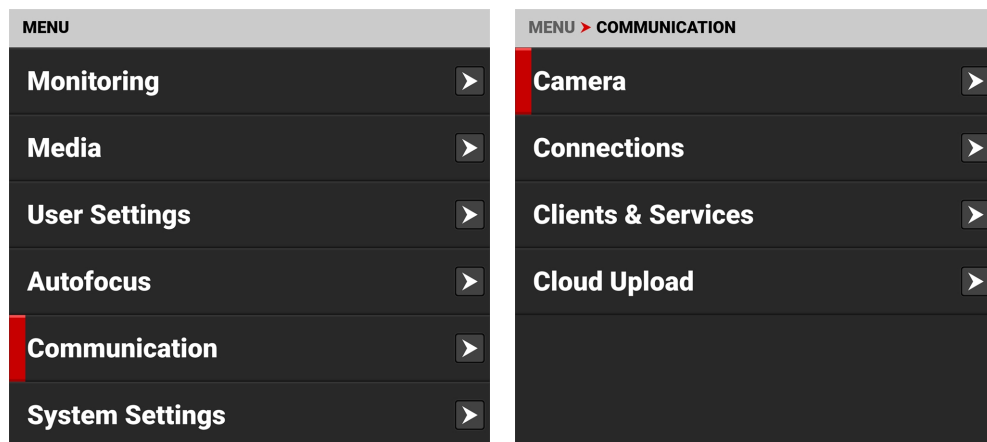 MENU
Monitoring
Media
User Settings
Autofocus
Communication
System Settings
MENU COMMUNICATION
Camera
Connections
Clients & Services
Cloud Upload